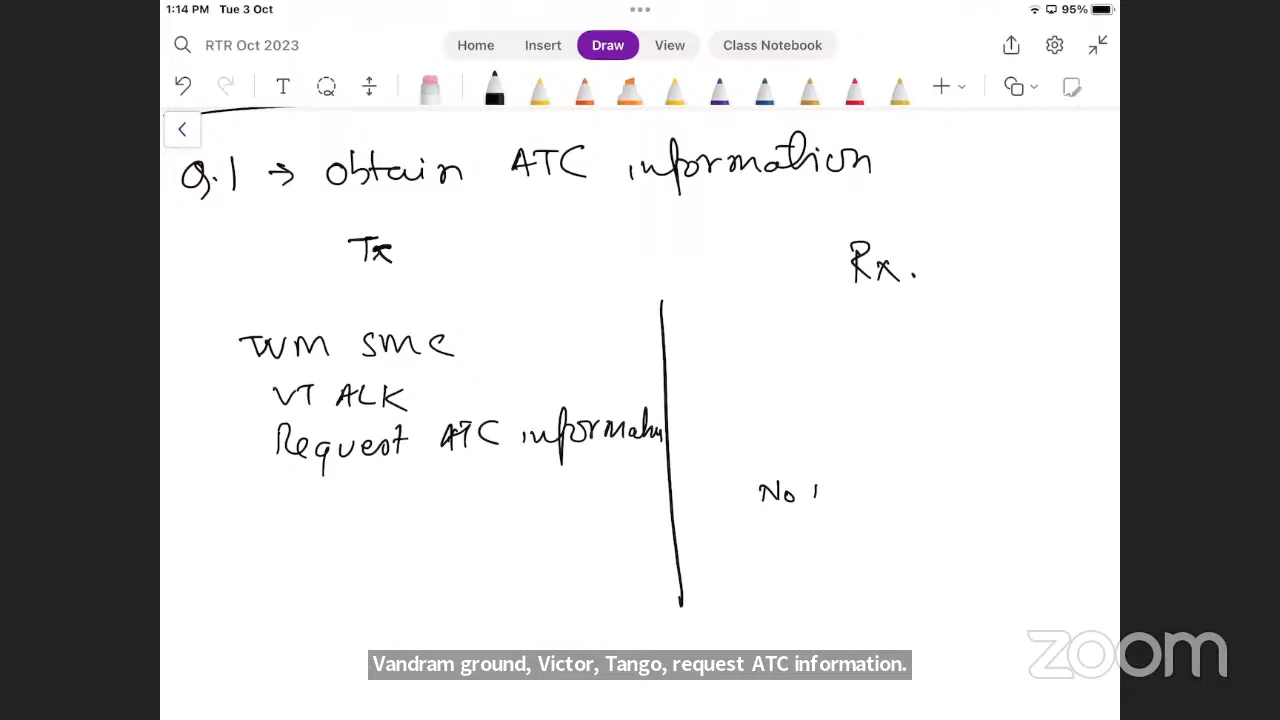 1:14 PM Tue 3 Oct
95%
RTR Oct 2023
Home Insert Draw View Class Notebook
T
Q.1 → Obtain ATC information
Tx
Rx.
TVM SMC
VT ALK
Request ATC information
No
Vandram ground, Victor, Tango, request ATC information.
zoom